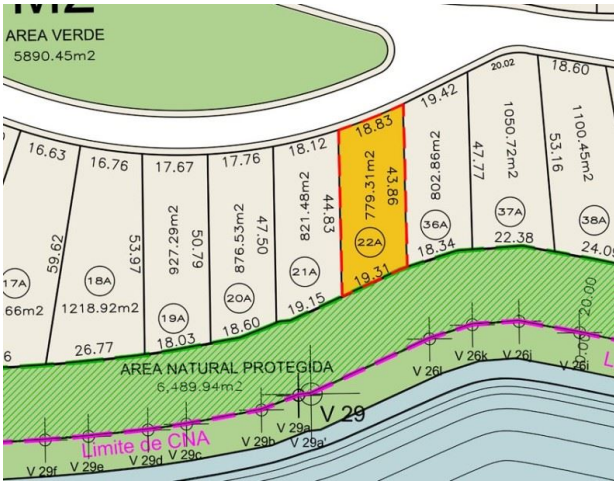 AREA VERDE
5890.45m2
16.63
16.76
17.67
17.76
18.12
18.83
19.42
20.02
18.60
59.62
53.97
927.29m2
50.79
876.53m2
47.50
821.48m2
44.83
779.31m2
43.86
802.86m2
47.77
1050.72m2
53.16
1100.45m2
17A
66m2
18A
1218.92m2
19A
20A
21A
22A
36A
37A
38A
6
26.77
18.03
18.60
19.15
19.31
18.34
22.38
24.0
AREA NATURAL PROTEGIDA
6,489.94m2
20.00
V 26l
V 26k
V 26j
V 26i
V 29
V 29a
V 29a'
V 29b
V 29c
V 29d
V 29e
V 29f
Limite de CNA
L